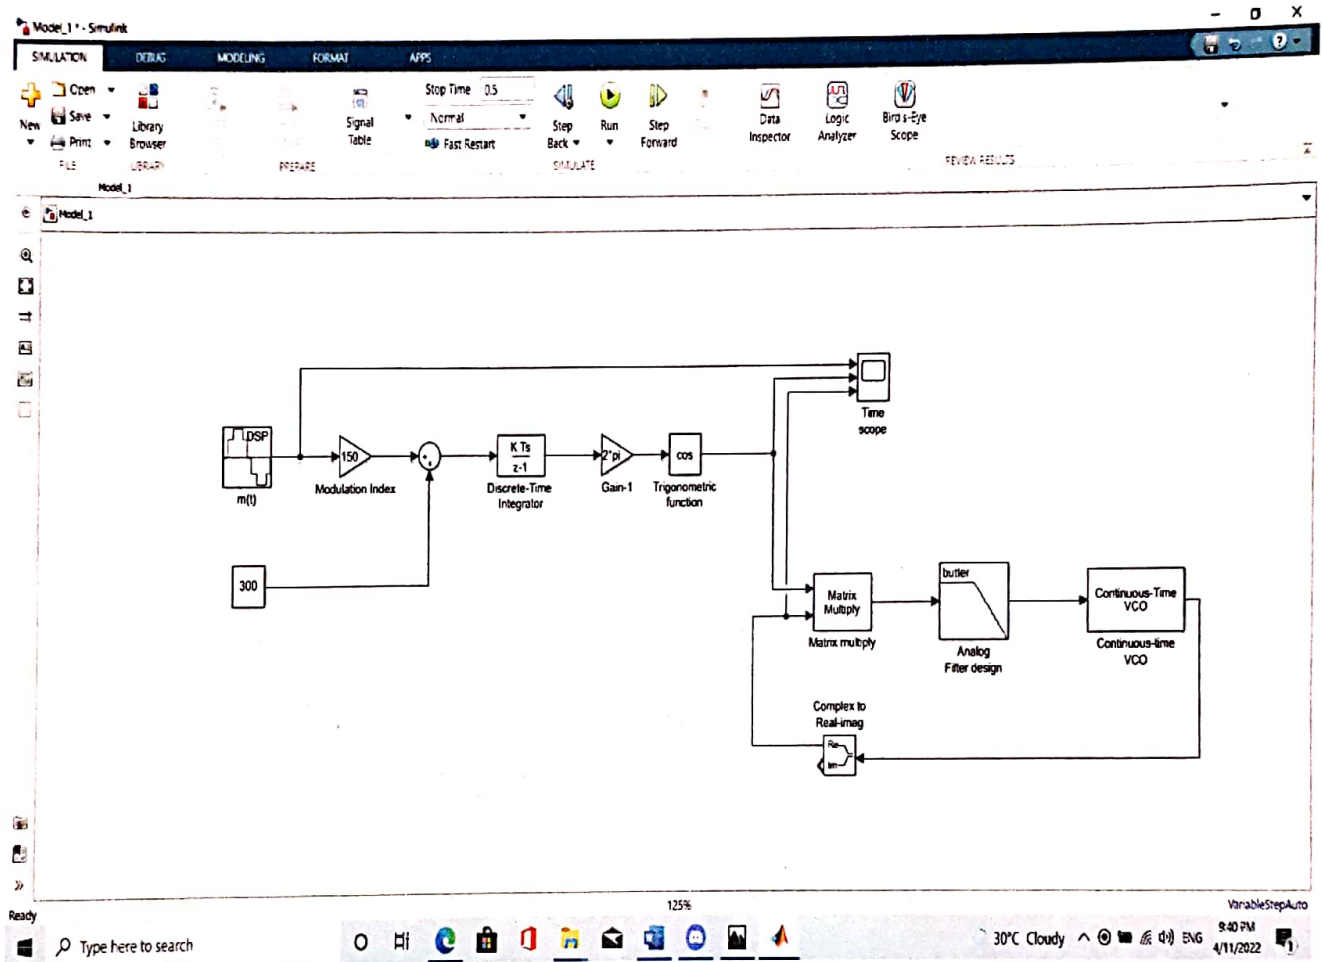 Model_1 * - Simulink
SIMULATION DEBUG MODELING FORMAT APPS
New
Open
Save
Print
FILE
Library Browser
LIBRARY
PREPARE
Signal Table
Stop Time 0.5
Normal
Fast Restart
Step Back
Run
Step Forward
SIMULATE
Data Inspector
Logic Analyzer
Bird's-Eye Scope
REVIEW RESULTS
Model_1
Model_1
Time
scope
DSP
m(t)
150
Modulation Index
K Ts
z-1
Discrete-Time
Integrator
2*pi
Gain-1
cos
Trigonometric
function
300
Matrix
Multiply
Matrix multiply
butler
Analog
Filter design
Continuous-Time
VCO
Continuous-time
VCO
Complex to
Real-imag
Re
Im
Ready
125%
VariableStepAuto
Type here to search
30°C Cloudy
ENG
9:40 PM
4/11/2022
1